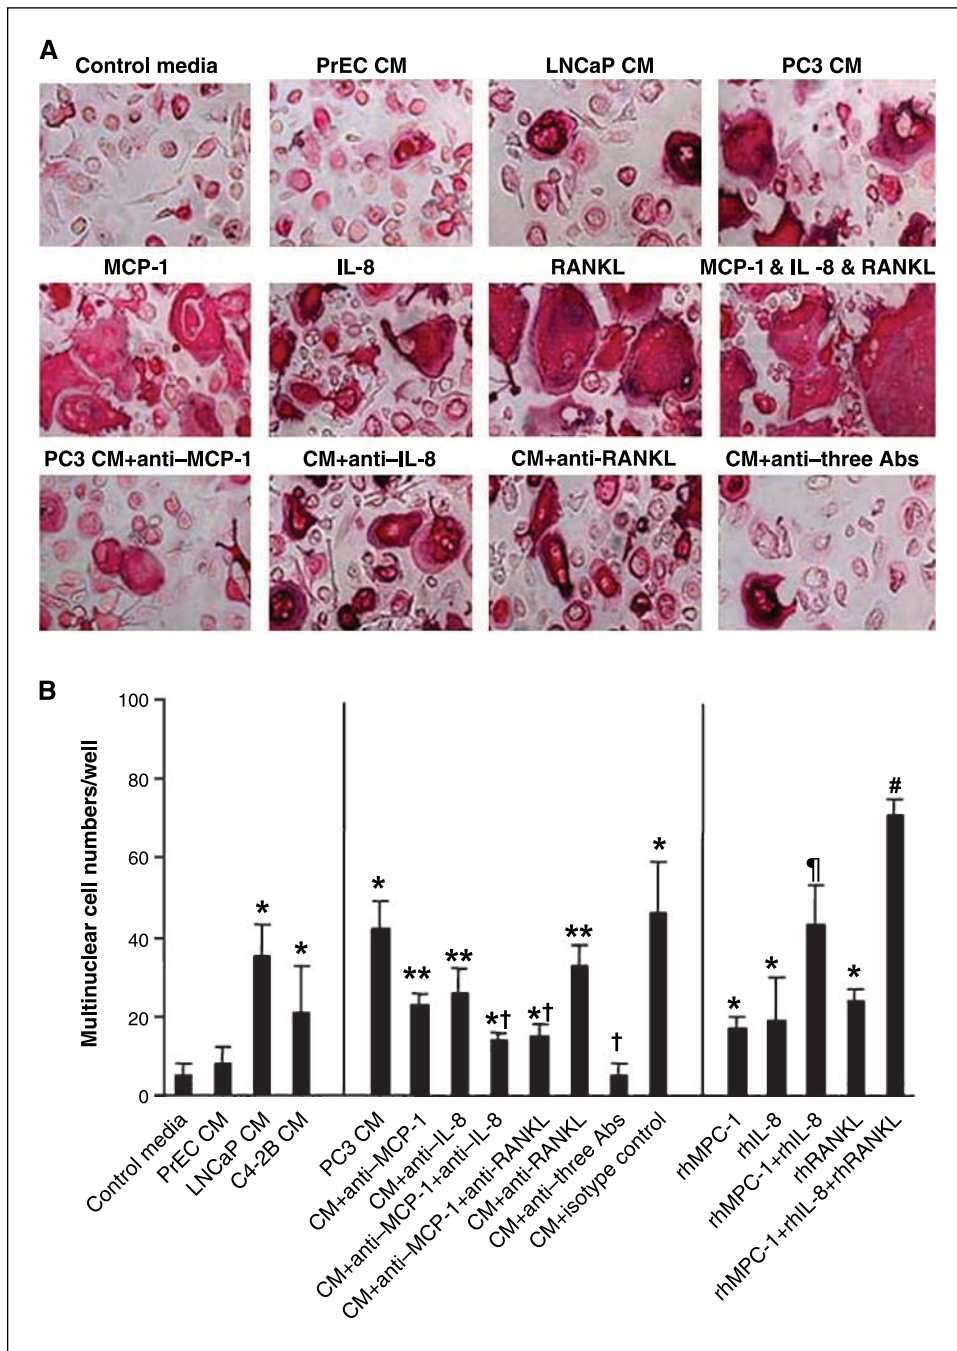 A
Control media PrEC CM LNCaP CM PC3 CM
MCP-1 IL-8 RANKL MCP-1 & IL -8 & RANKL
PC3 CM+anti–MCP-1 CM+anti–IL-8 CM+anti-RANKL CM+anti–three Abs
B
Multinuclear cell numbers/well
100
80
60
40
20
0
* * * ** ** *† *† ** † * * * ¶ * #
Control media
PrEC CM
LNCaP CM
C4-2B CM
PC3 CM
CM+anti–MCP-1
CM+anti–IL-8
CM+anti–MCP-1+anti–IL-8
CM+anti–MCP-1+anti-RANKL
CM+anti-RANKL
CM+anti–three Abs
CM+isotype control
rhMPC-1
rhIL-8
rhMPC-1+rhIL-8
rhRANKL
rhMPC-1+rhIL-8+rhRANKL